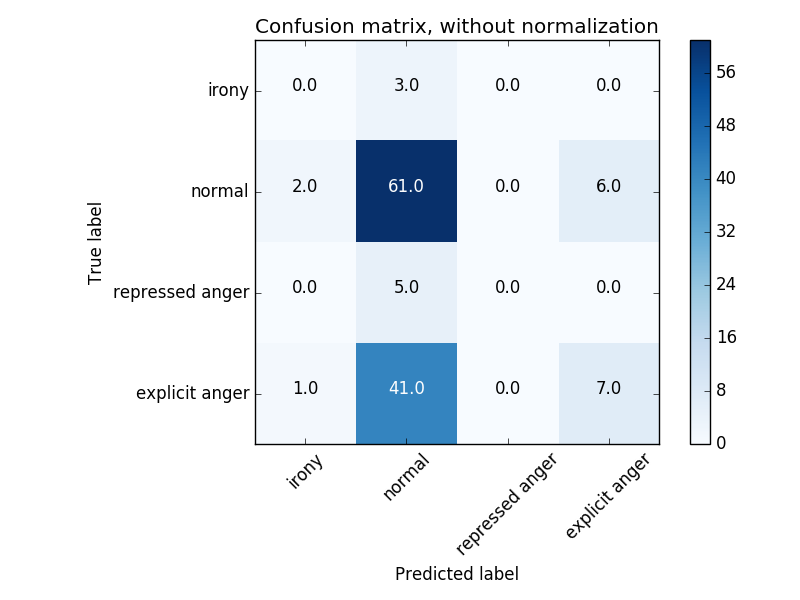 Confusion matrix, without normalization
irony
0.0 3.0 0.0 0.0
normal
2.0 61.0 0.0 6.0
repressed anger
0.0 5.0 0.0 0.0
explicit anger
1.0 41.0 0.0 7.0
True label
irony
normal
repressed anger
explicit anger
Predicted label
56
48
40
32
24
16
8
0